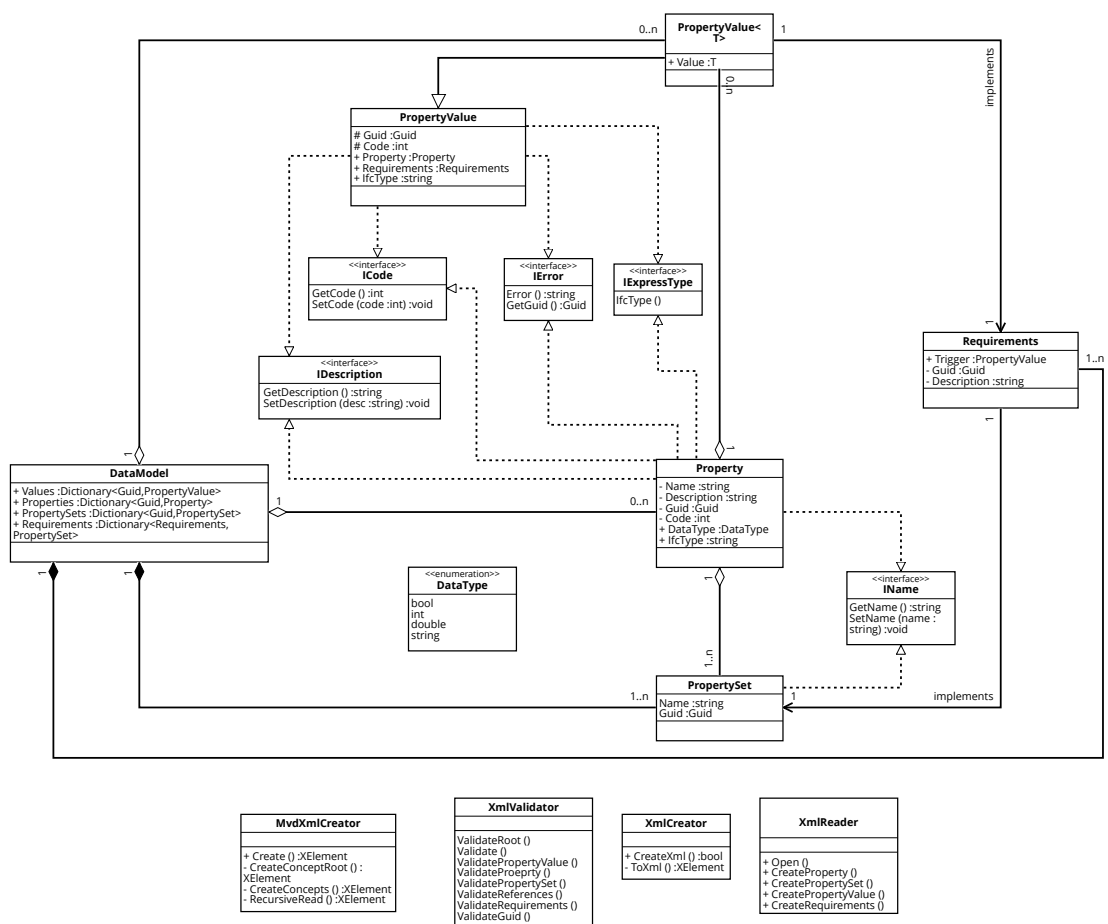 0..n
PropertyValue<
T>
1
+ Value :T
0..n
implements
PropertyValue
# Guid :Guid
# Code :int
+ Property :Property
+ Requirements :Requirements
+ IfcType :string
<<interface>>
ICode
GetCode () :int
SetCode (code :int) :void
<<interface>>
IError
Error () :string
GetGuid () :Guid
<<interface>>
IExpressType
IfcType ()
1
Requirements
+ Trigger :PropertyValue
- Guid :Guid
- Description :string
1..n
1
<<interface>>
IDescription
GetDescription () :string
SetDescription (desc :string) :void
1
1
DataModel
+ Values :Dictionary<Guid,PropertyValue>
+ Properties :Dictionary<Guid,Property>
+ PropertySets :Dictionary<Guid,PropertySet>
+ Requirements :Dictionary<Requirements,
PropertySet>
1
0..n
Property
- Name :string
- Description :string
- Guid :Guid
- Code :int
+ DataType :DataType
+ IfcType :string
1
1
1
<<enumeration>>
DataType
bool
int
double
string
<<interface>>
IName
GetName () :string
SetName (name :
string) :void
1..n
1..n
PropertySet
Name :string
Guid :Guid
1
implements
MvdXmlCreator
+ Create () :XElement
- CreateConceptRoot () :
XElement
- CreateConcepts () :XElement
- RecursiveRead () :XElement
XmlValidator
ValidateRoot ()
Validate ()
ValidatePropertyValue ()
ValidateProeprty ()
ValidatePropertySet ()
ValidateReferences ()
ValidateRequirements ()
ValidateGuid ()
XmlCreator
+ CreateXml () :bool
- ToXml () :XElement
XmlReader
+ Open ()
+ CreateProperty ()
+ CreatePropertySet ()
+ CreatePropertyValue ()
+ CreateRequirements ()